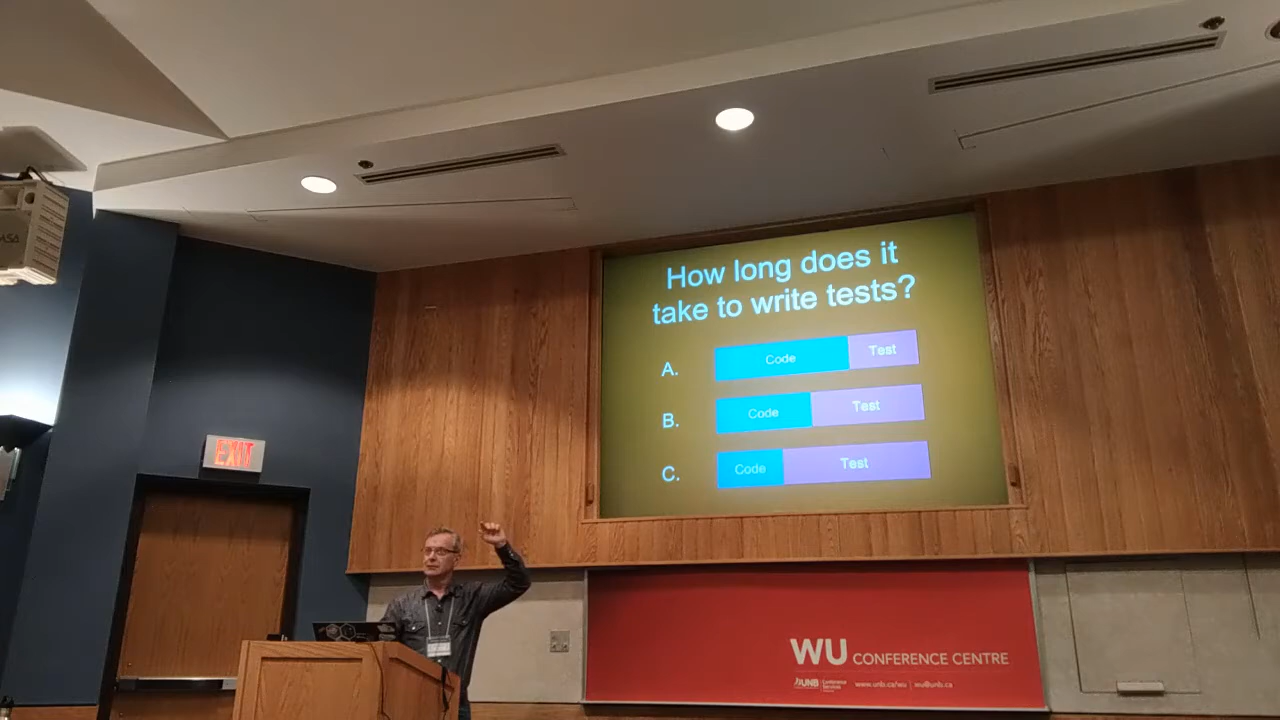 How long does it
take to write tests?
A.
Code
Test
B.
Code
Test
C.
Code
Test
EXIT
WU CONFERENCE CENTRE
UNB
www.unb.ca/wu | wu@unb.ca